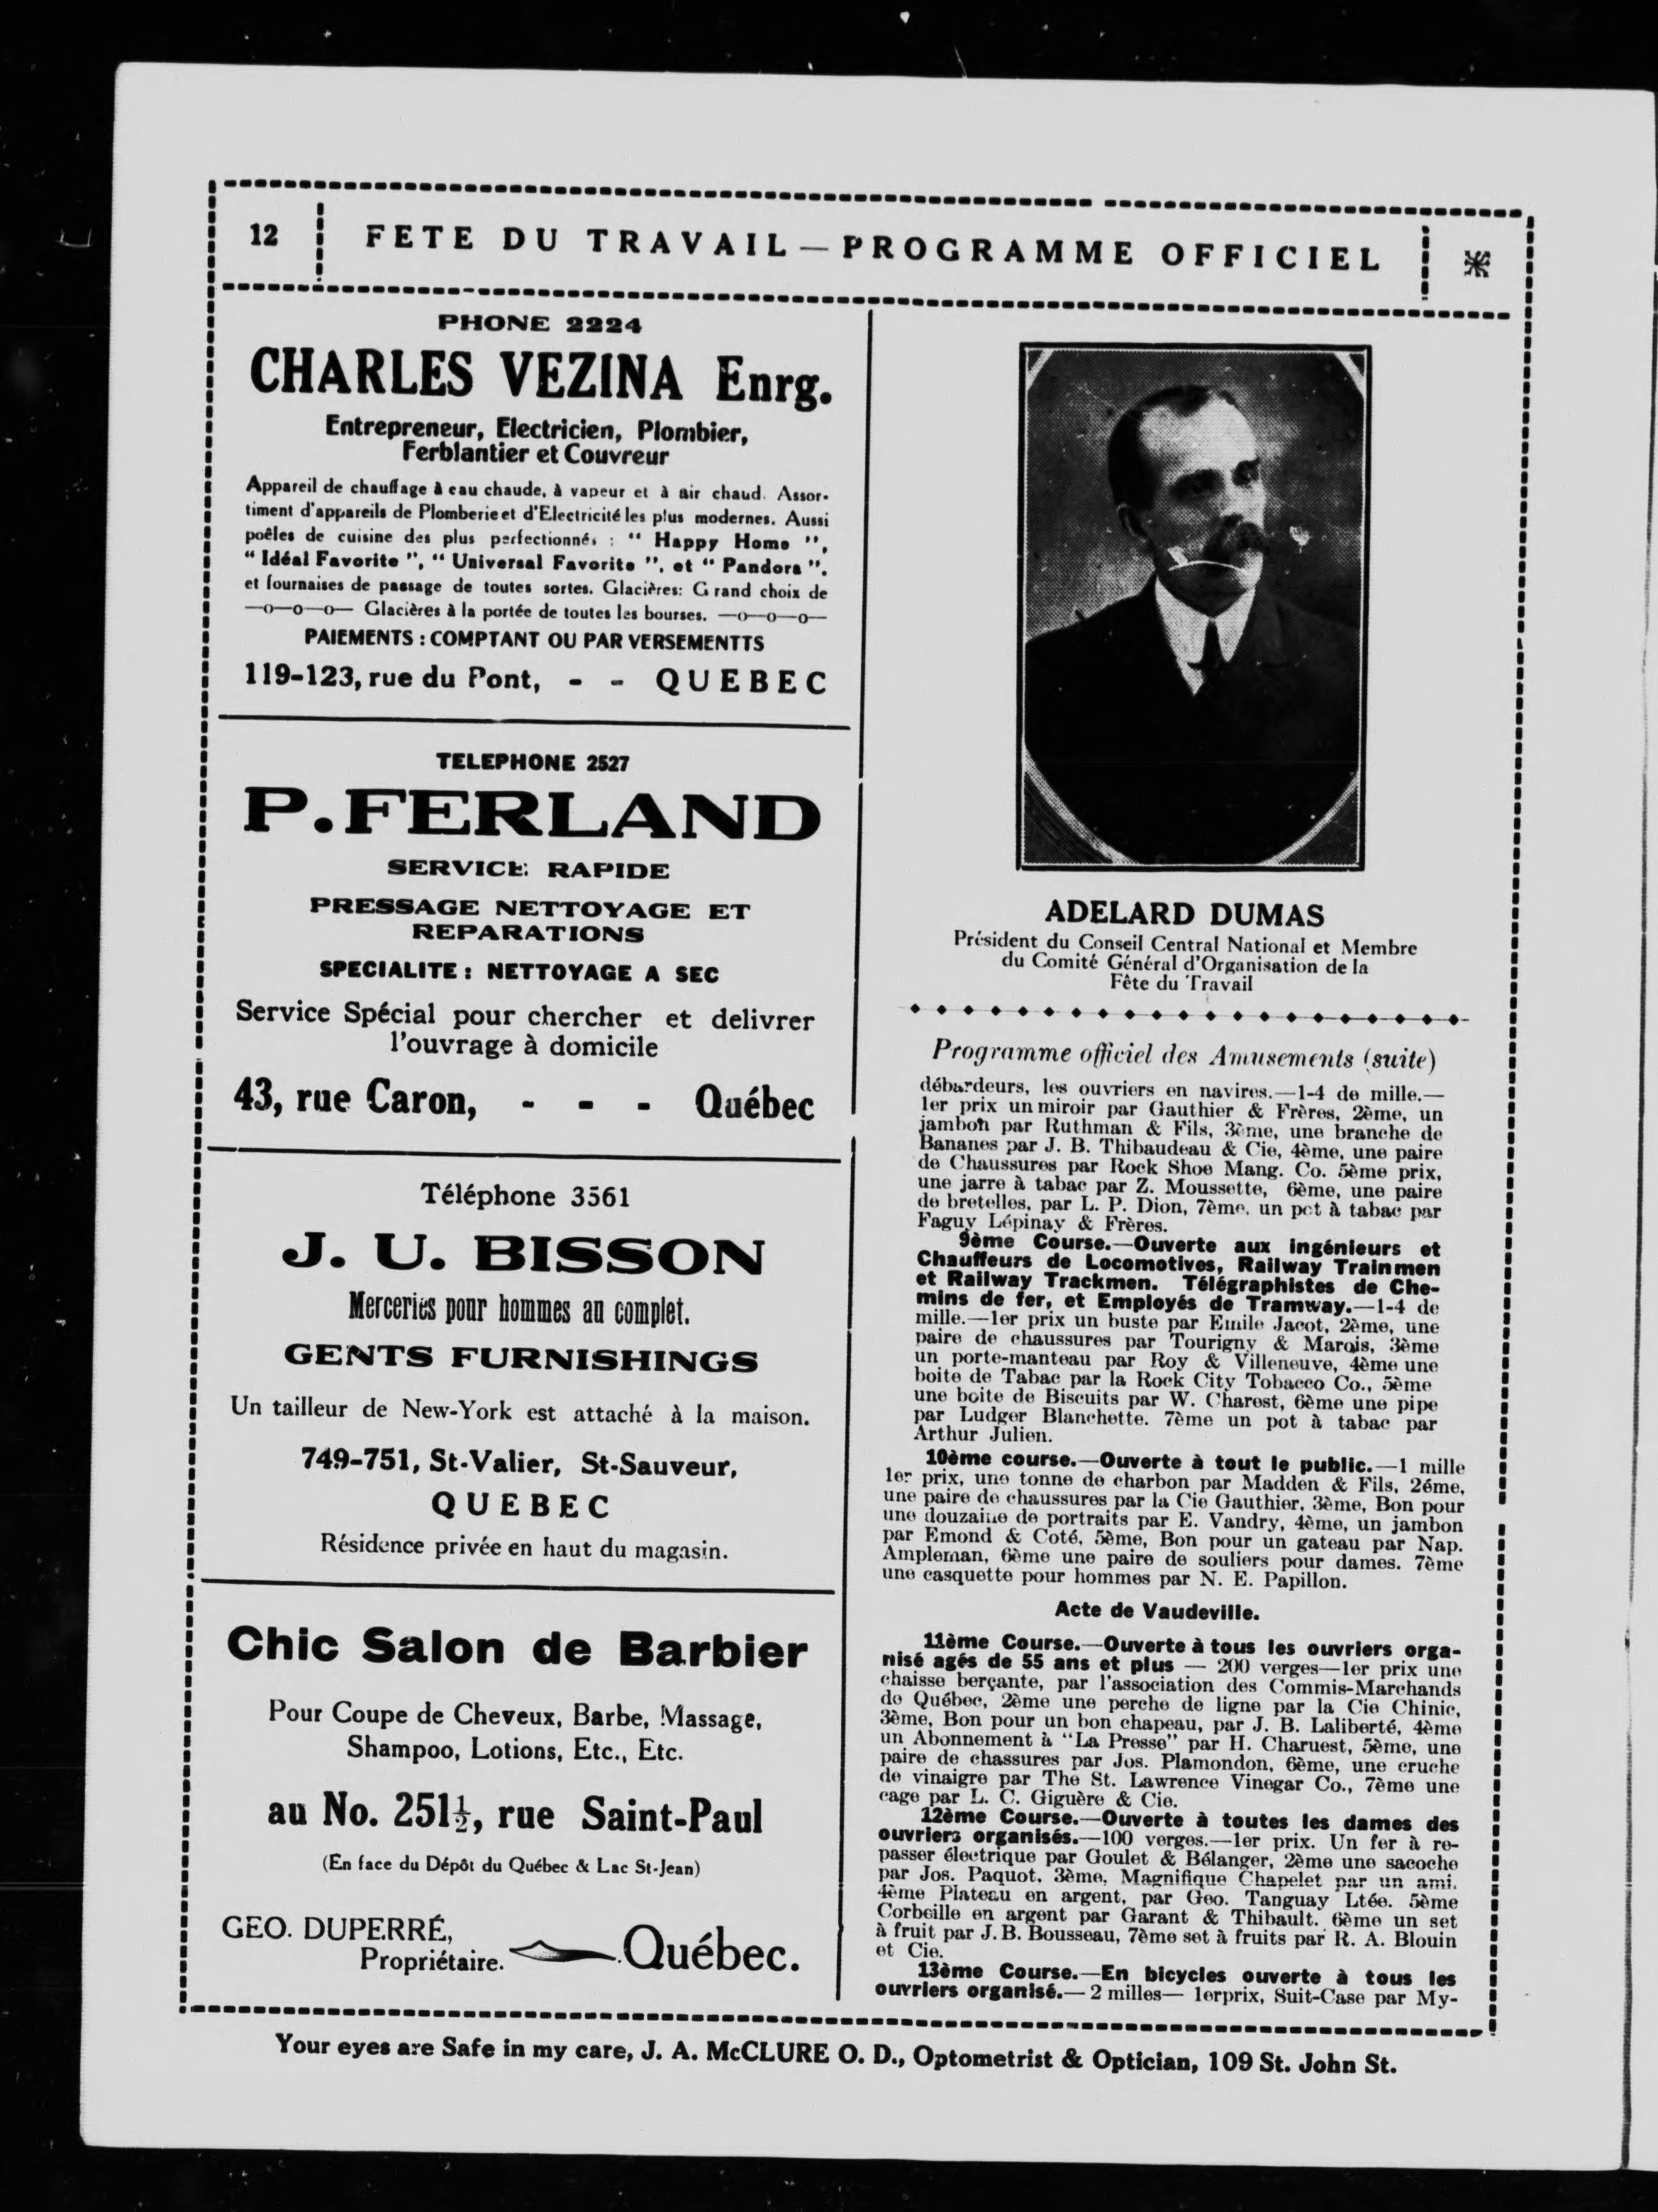 12
FETE DU TRAVAIL — PROGRAMME OFFICIEL
PHONE 2224
CHARLES VEZINA Enrg.
Entrepreneur, Electricien, Plombier,
Ferblantier et Couvreur
Appareil de chauffage à eau chaude, à vapeur et à air chaud. Assor-
timent d'appareils de Plomberie et d'Electricité les plus modernes. Aussi
poêles de cuisine des plus perfectionnés : " Happy Home ",
" Idéal Favorite ", " Universal Favorite ", et " Pandora ",
et fournaises de passage de toutes sortes. Glacières: Grand choix de
—o—o—o— Glacières à la portée de toutes les bourses. —o—o—o—
PAIEMENTS : COMPTANT OU PAR VERSEMENTTS
119-123, rue du Pont, - - QUEBEC
TELEPHONE 2527
P. FERLAND
SERVICE RAPIDE
PRESSAGE NETTOYAGE ET
REPARATIONS
SPECIALITE : NETTOYAGE A SEC
Service Spécial pour chercher et delivrer
l'ouvrage à domicile
43, rue Caron, - - - Québec
Téléphone 3561
J. U. BISSON
Merceries pour hommes au complet.
GENTS FURNISHINGS
Un tailleur de New-York est attaché à la maison.
749-751, St-Valier, St-Sauveur,
QUEBEC
Résidence privée en haut du magasin.
Chic Salon de Barbier
Pour Coupe de Cheveux, Barbe, Massage,
Shampoo, Lotions, Etc., Etc.
au No. 251½, rue Saint-Paul
(En face du Dépôt du Québec & Lac St-Jean)
GEO. DUPERRÉ,
Propriétaire. Québec.
ADELARD DUMAS
Président du Conseil Central National et Membre
du Comité Général d'Organisation de la
Fête du Travail
Programme officiel des Amusements (suite)
débardeurs, les ouvriers en navires.—1-4 de mille.—
1er prix un miroir par Gauthier & Frères, 2ème, un
jambon par Ruthman & Fils, 3ème, une branche de
Bananes par J. B. Thibaudeau & Cie, 4ème, une paire
de Chaussures par Rock Shoe Mang. Co. 5ème prix,
une jarre à tabac par Z. Moussette, 6ème, une paire
de bretelles, par L. P. Dion, 7ème, un pot à tabac par
Faguy Lépinay & Frères.
9ème Course.—Ouverte aux ingénieurs et
Chauffeurs de Locomotives, Railway Trainmen
et Railway Trackmen. Télégraphistes de Che-
mins de fer, et Employés de Tramway.—1-4 de
mille.—1er prix un buste par Emile Jacot, 2ème, une
paire de chaussures par Tourigny & Marois, 3ème
un porte-manteau par Roy & Villeneuve, 4ème une
boite de Tabac par la Rock City Tobacco Co., 5ème
une boite de Biscuits par W. Charest, 6ème une pipe
par Ludger Blanchette. 7ème un pot à tabac par
Arthur Julien.
10ème course.—Ouverte à tout le public.—1 mille
1er prix, une tonne de charbon par Madden & Fils, 2éme,
une paire de chaussures par la Cie Gauthier, 3ème, Bon pour
une douzaine de portraits par E. Vandry, 4ème, un jambon
par Emond & Coté, 5ème, Bon pour un gateau par Nap.
Ampleman, 6ème une paire de souliers pour dames. 7ème
une casquette pour hommes par N. E. Papillon.
Acte de Vaudeville.
11ème Course.—Ouverte à tous les ouvriers orga-
nisé agés de 55 ans et plus — 200 verges—1er prix une
chaisse berçante, par l'association des Commis-Marchands
de Québec, 2ème une perche de ligne par la Cie Chinic,
3ème, Bon pour un bon chapeau, par J. B. Laliberté, 4ème
un Abonnement à "La Presse" par H. Charuest, 5ème, une
paire de chassures par Jos. Plamondon, 6ème, une cruche
de vinaigre par The St. Lawrence Vinegar Co., 7ème une
cage par L. C. Giguère & Cie.
12ème Course.—Ouverte à toutes les dames des
ouvriers organisés.—100 verges.—1er prix. Un fer à re-
passer électrique par Goulet & Bélanger, 2ème une sacoche
par Jos. Paquot, 3ème, Magnifique Chapelet par un ami.
4ème Plateau en argent, par Geo. Tanguay Ltée. 5ème
Corbeille en argent par Garant & Thibault. 6ème un set
à fruit par J. B. Bousseau, 7ème set à fruits par R. A. Blouin
et Cie.
13ème Course.—En bicycles ouverte à tous les
ouvriers organisé.— 2 milles— 1erprix, Suit-Case par My-
Your eyes are Safe in my care, J. A. McCLURE O. D., Optometrist & Optician, 109 St. John St.